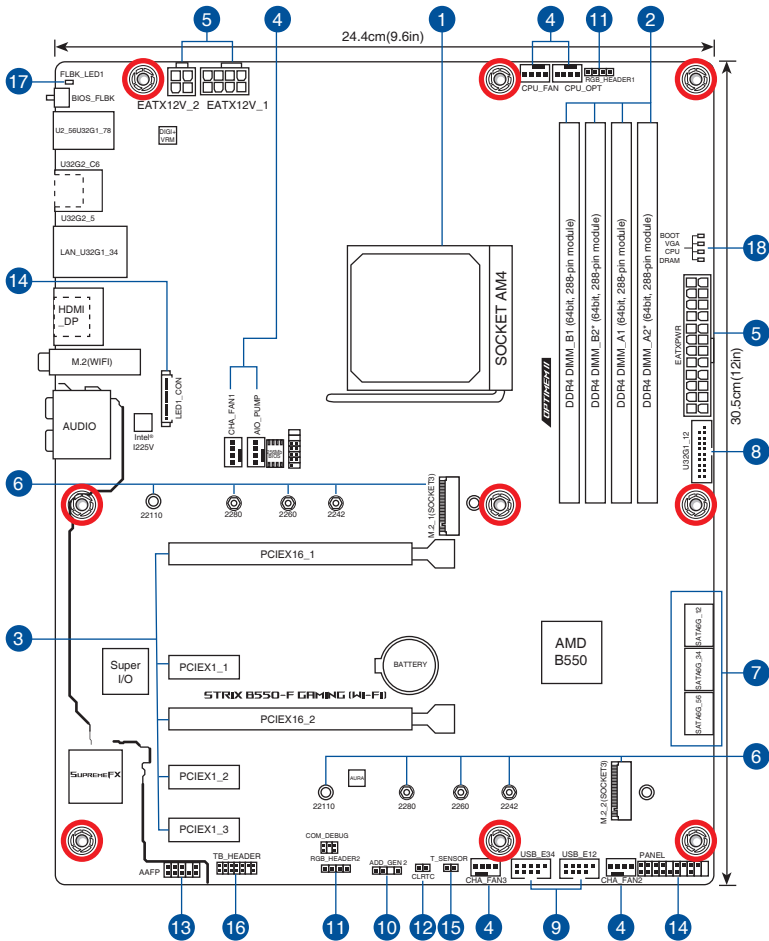 5
4
1
4
11
2
24.4cm(9.6in)
17
FLBK_LED1
BIOS_FLBK
EATX12V_2
EATX12V_1
CPU_FAN
CPU_OPT
RGB_HEADER1
U2_56U32G1_78
DIGI+
VRM
U32G2_C6
U32G2_5
LAN_U32G1_34
BOOT
VGA
CPU
DRAM
18
14
HDMI
_DP
M.2(WIFI)
LED1_CON
4
CHA_FAN1
AIO_PUMP
SOCKET AM4
OPTIMEM II
DDR4 DIMM_B1 (64bit, 288-pin module)
DDR4 DIMM_B2* (64bit, 288-pin module)
DDR4 DIMM_A1 (64bit, 288-pin module)
DDR4 DIMM_A2* (64bit, 288-pin module)
EATXPWR
5
30.5cm(12in)
AUDIO
Intel®
I225V
BIOS
U32G1_12
8
6
22110
2280
2260
2242
M.2_1(SOCKET3)
PCIEX16_1
3
Super
I/O
PCIEX1_1
BATTERY
AMD
B550
SATA6G_12
SATA6G_34
SATA6G_56
7
STRIX B550-F GAMING (WI-FI)
PCIEX16_2
SUPREMEFX
PCIEX1_2
AURA
22110
2280
2260
2242
M.2_2(SOCKET3)
6
PCIEX1_3
COM_DEBUG
RGB_HEADER2
AAFP
TB_HEADER
ADD_GEN 2
CLRTC
T_SENSOR
CHA_FAN3
USB_E34
USB_E12
CHA_FAN2
PANEL
13
16
11
10
12
15
4
9
4
14